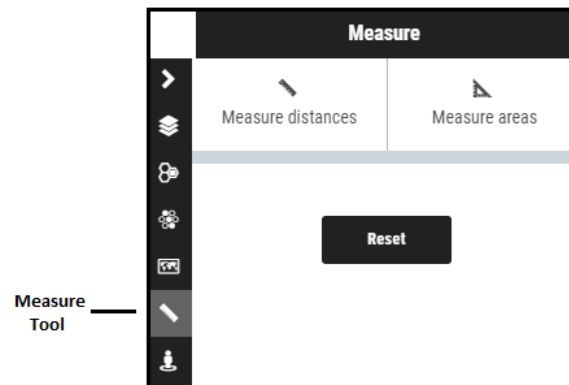 Measure
Measure distances
Measure areas
Reset
Measure
Tool